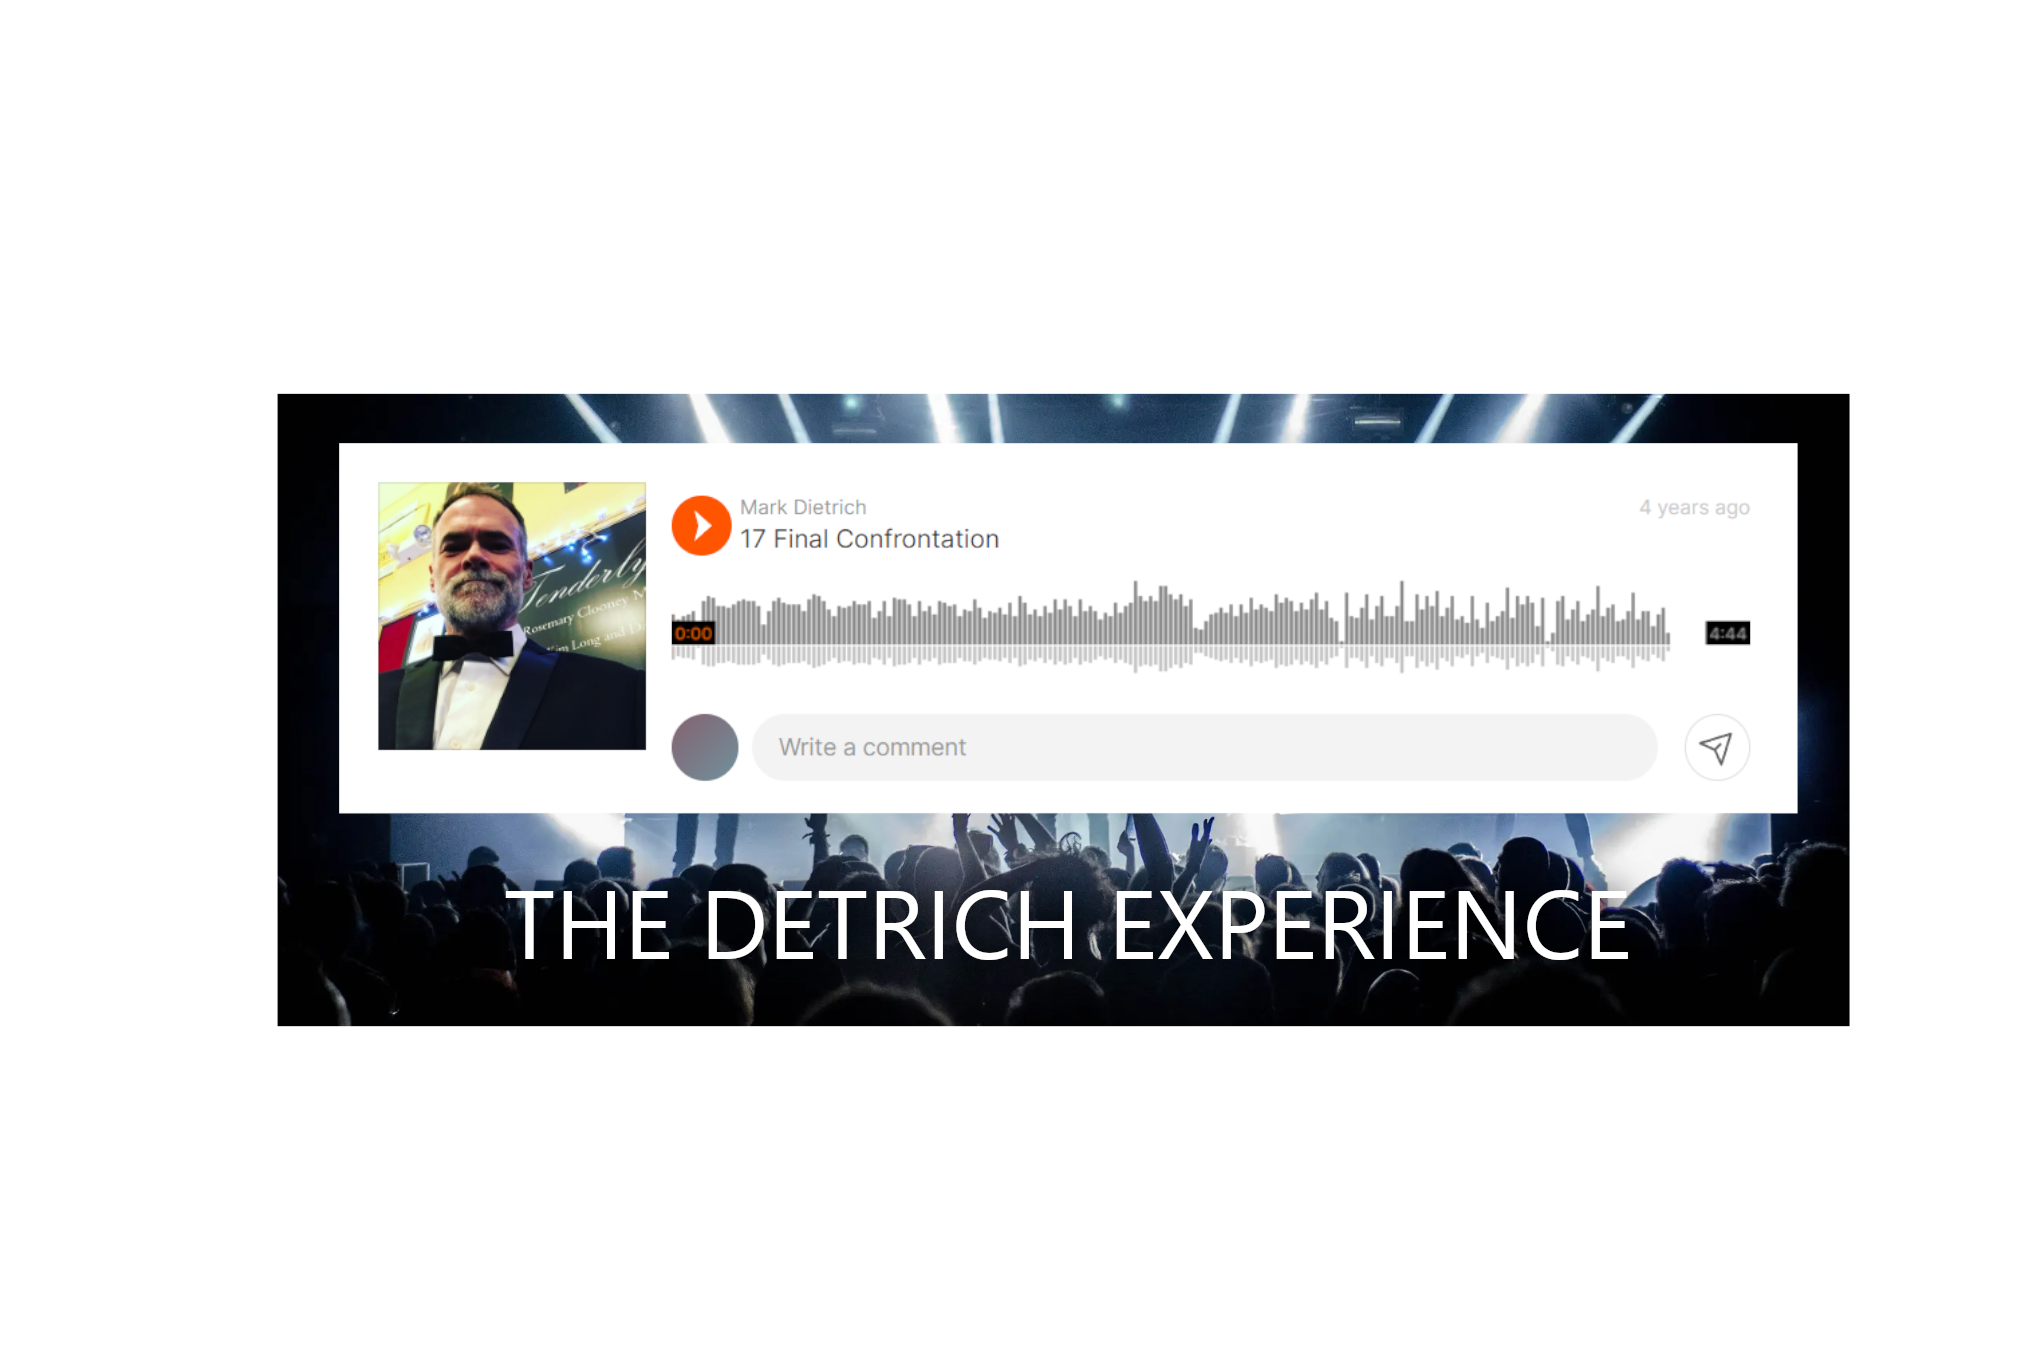 Mark Dietrich
4 years ago
17 Final Confrontation
Tenderly
Rosemary Clooney M
Kim Long and D
0:00
4:44
Write a comment
THE DETRICH EXPERIENCE